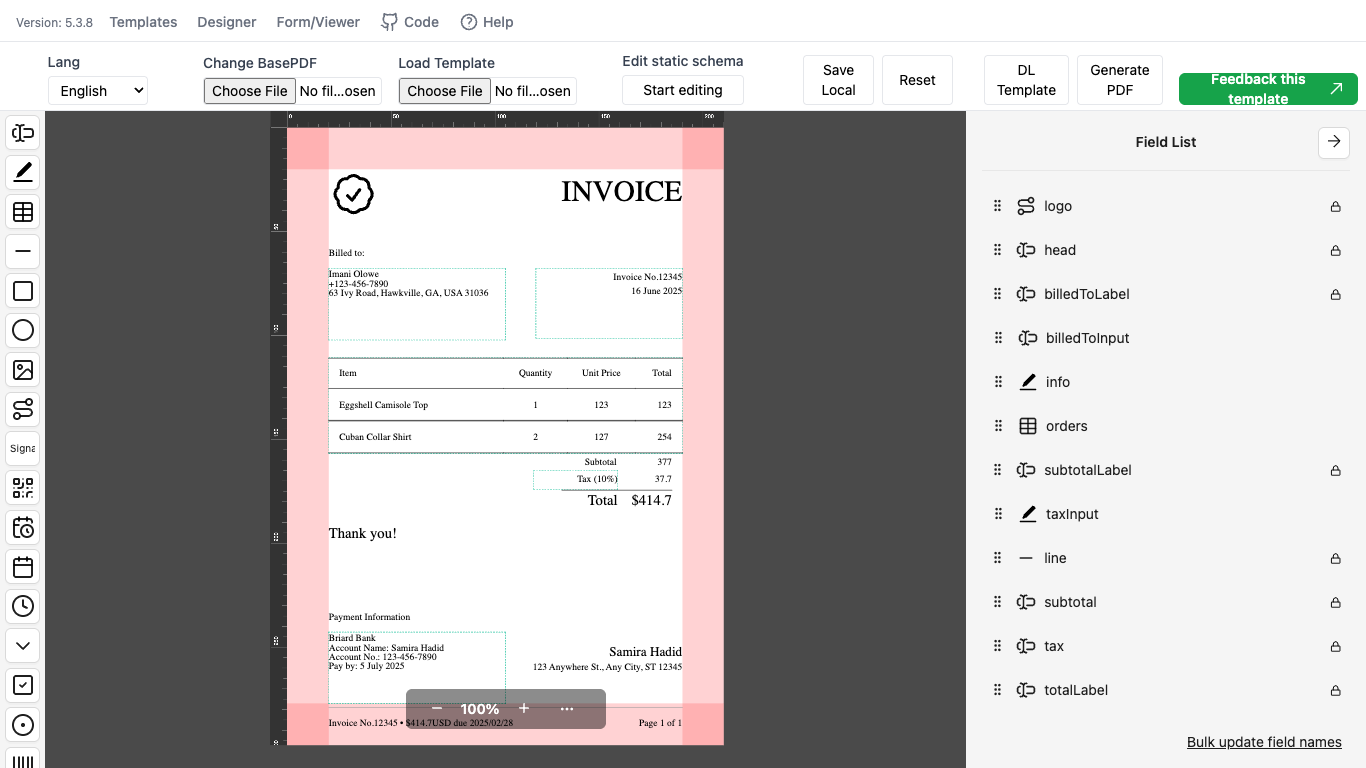 Version: 5.3.8 Templates Designer Form/Viewer Code Help
Lang
English
Change BasePDF
Choose File No fil...osen
Load Template
Choose File No fil...osen
Edit static schema
Start editing
Save
Local
Reset
DL
Template
Generate
PDF
Feedback this
template
Signa
0 50 100 150 200
50
100
150
200
250
INVOICE
Billed to:
Imani Olowe
+123-456-7890
63 Ivy Road, Hawkville, GA, USA 31036
Invoice No.12345
16 June 2025
Item Quantity Unit Price Total
Eggshell Camisole Top 1 123 123
Cuban Collar Shirt 2 127 254
Subtotal 377
Tax (10%) 37.7
Total $414.7
Thank you!
Payment Information
Briard Bank
Account Name: Samira Hadid
Account No.: 123-456-7890
Pay by: 5 July 2025
Samira Hadid
123 Anywhere St., Any City, ST 12345
100%
Invoice No.12345 • $414.7USD due 2025/02/28
Page 1 of 1
Field List
logo
head
billedToLabel
billedToInput
info
orders
subtotalLabel
taxInput
line
subtotal
tax
totalLabel
Bulk update field names